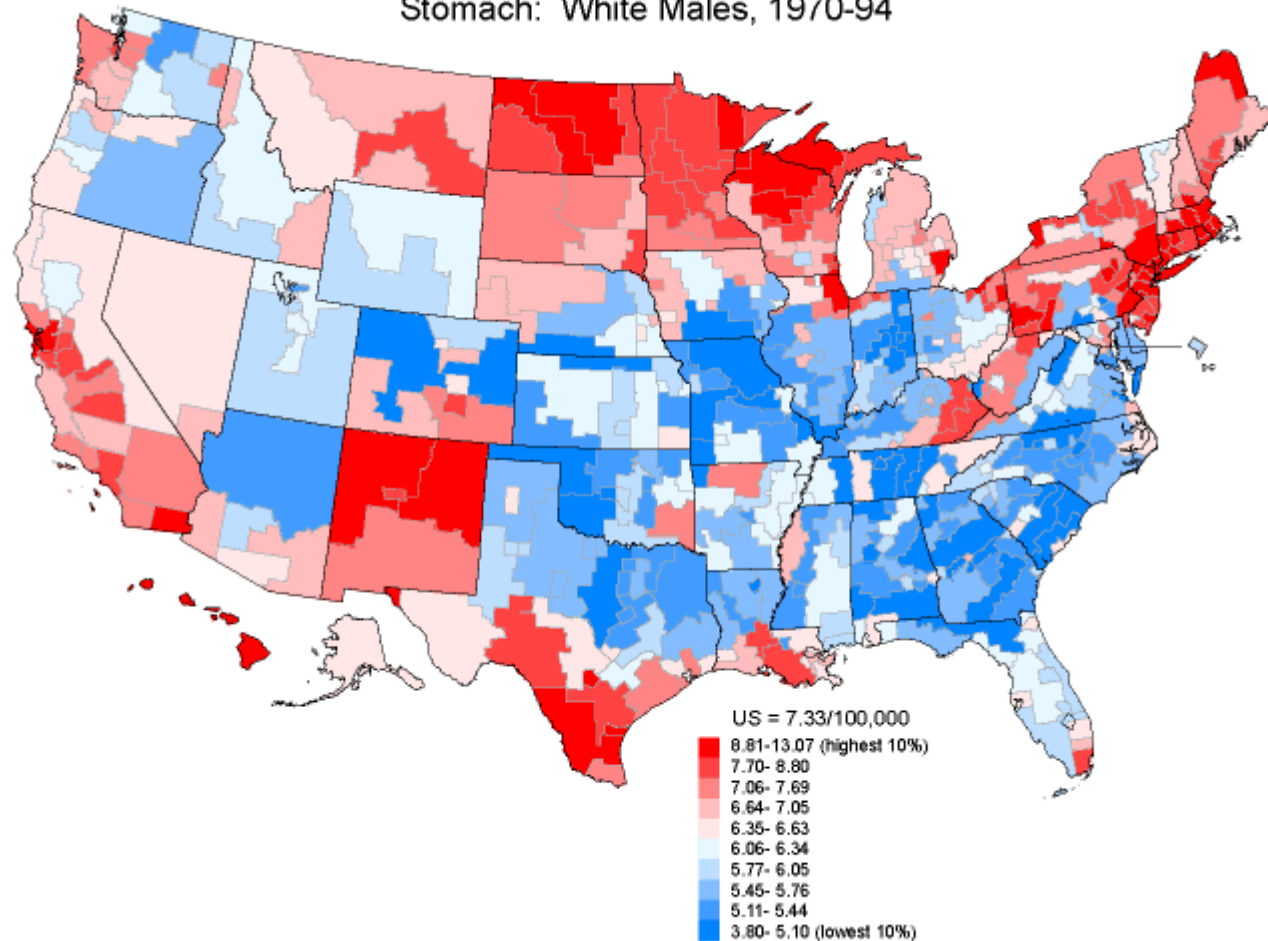 Stomach: White Males, 1970-94
US = 7.33/100,000
8.81-13.07 (highest 10%)
7.70- 8.80
7.06- 7.69
6.64- 7.05
6.35- 6.63
6.06- 6.34
5.77- 6.05
5.45- 5.76
5.11- 5.44
3.80- 5.10 (lowest 10%)